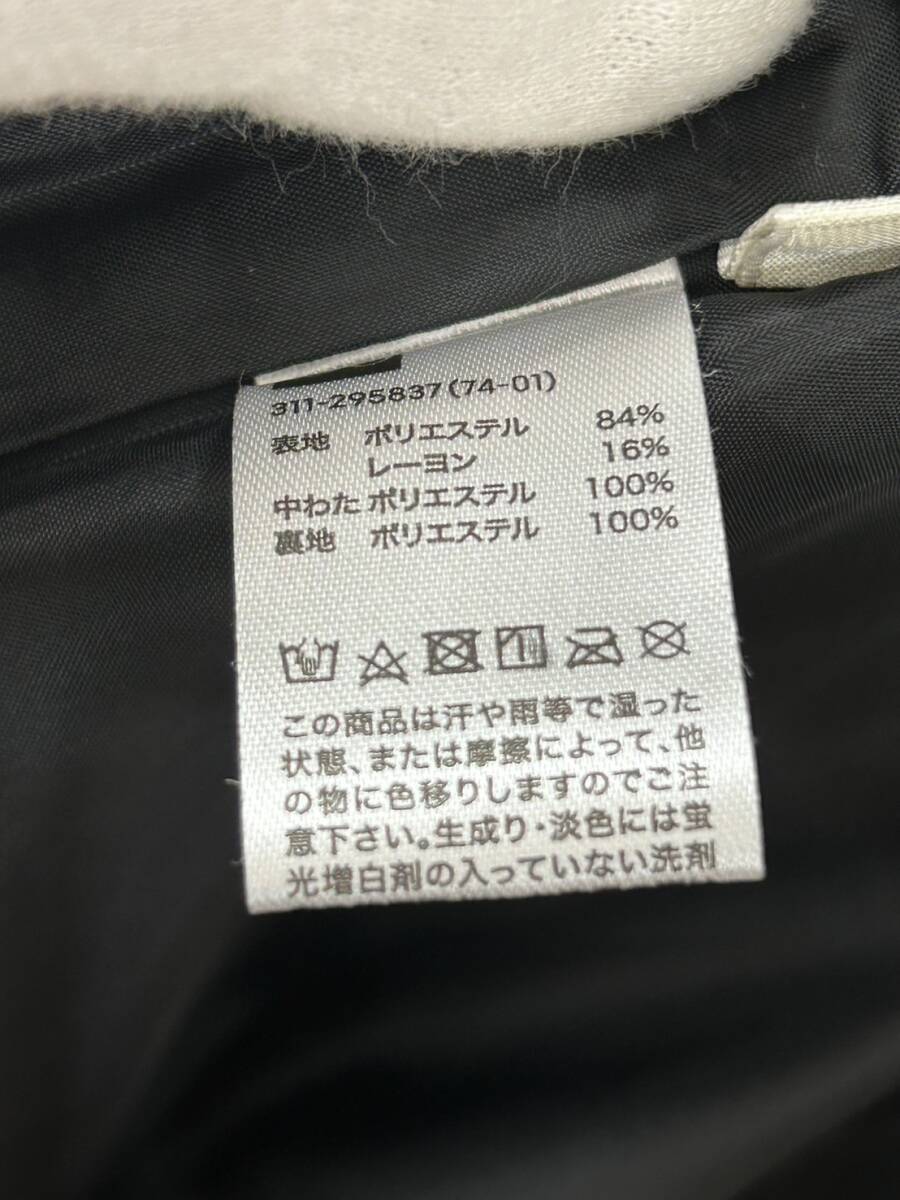 311-295837(74-01)
表地 ポリエステル 84%
レーヨン 16%
中わた ポリエステル 100%
裏地 ポリエステル 100%
この商品は汗や雨等で湿った
状態、または摩擦によって、他
の物に色移りしますのでご注
意下さい。生成り・淡色には蛍
光増白剤の入っていない洗剤